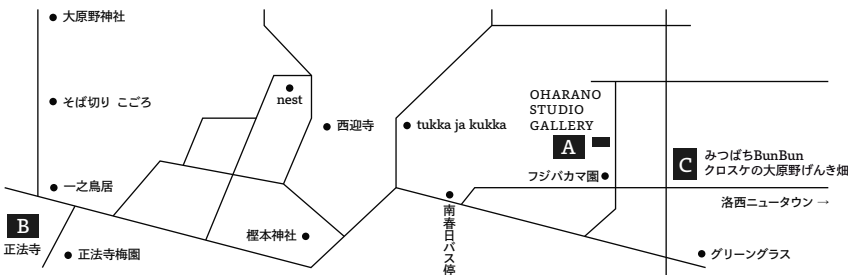 大原野神社
そば切り こごろ
一之鳥居
B
正法寺
正法寺梅園
nest
西迎寺
樫本神社
tukka ja kukka
南春日バス停
OHARANO
STUDIO
GALLERY
A
フジバカマ園
C
みつばちBunBun
クロスケの大原野げんき畑
洛西ニュータウン →
グリーングラス